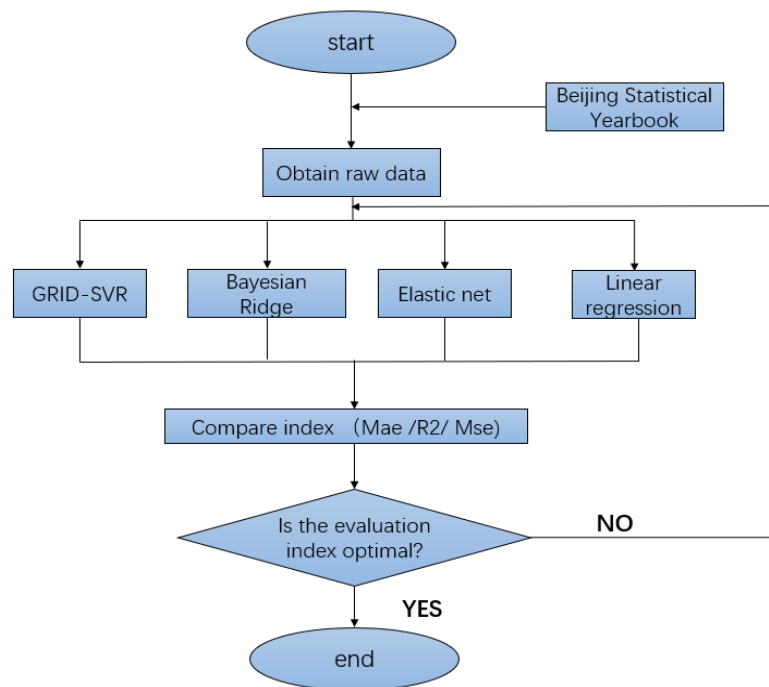 start
Beijing Statistical
Yearbook
Obtain raw data
GRID-SVR
Bayesian
Ridge
Elastic net
Linear
regression
Compare index （Mae /R2/ Mse)
Is the evaluation
index optimal?
NO
YES
end